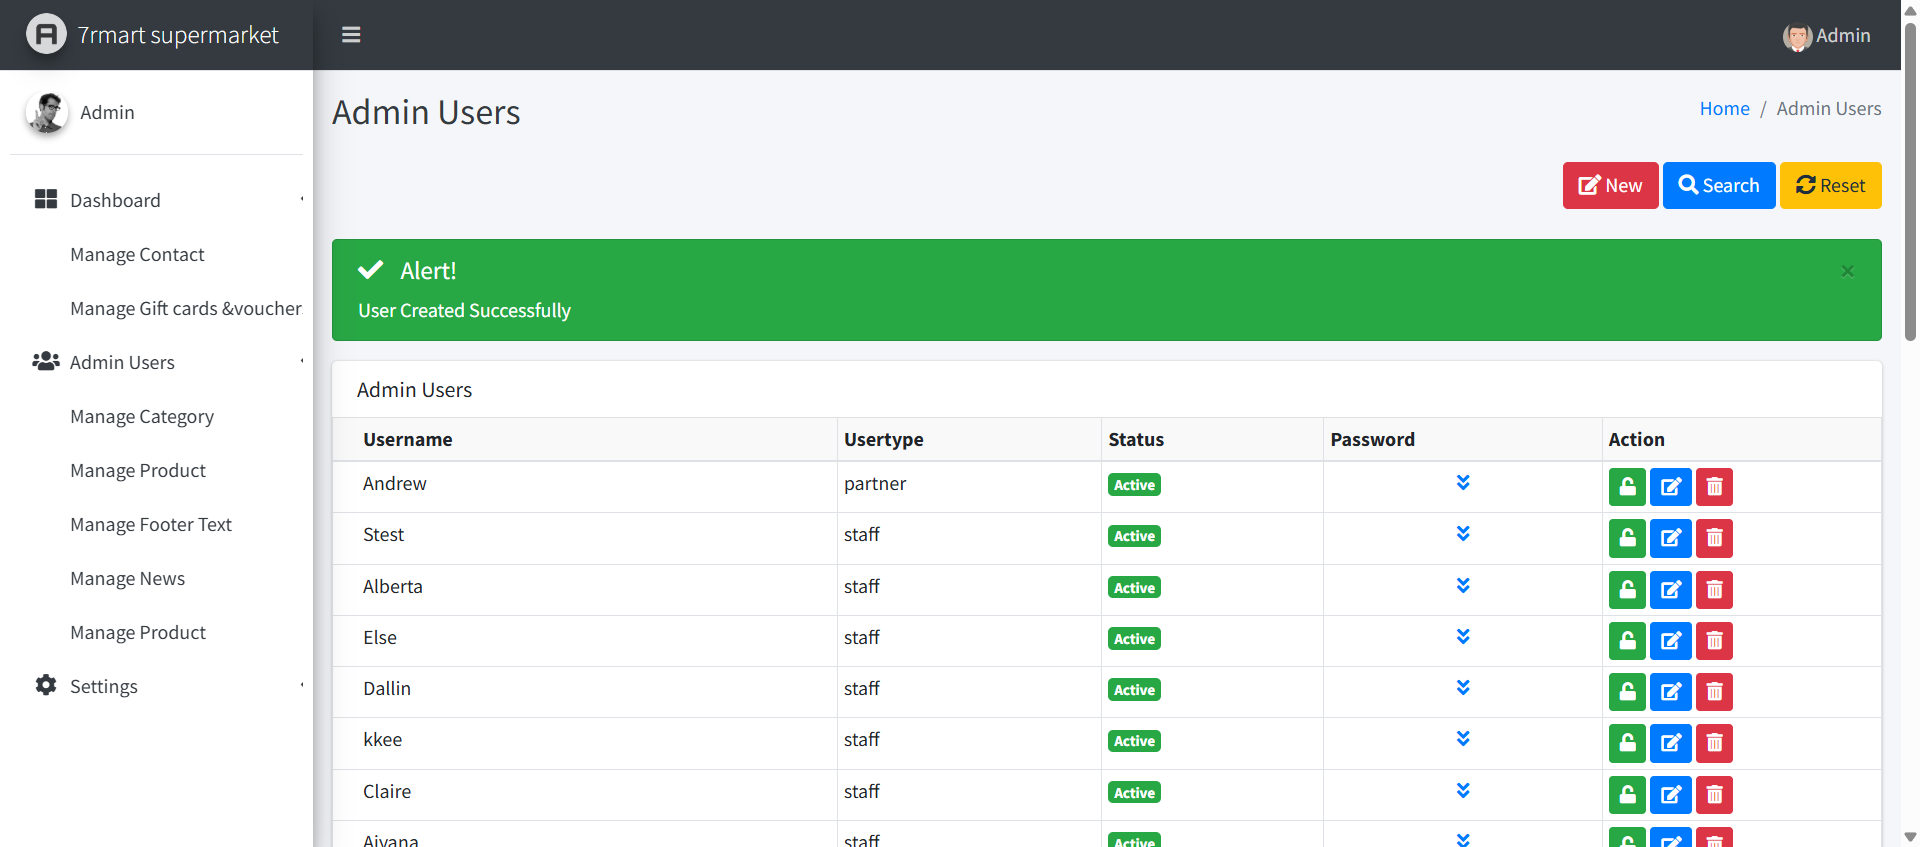 7rmart supermarket
Admin
Admin
Dashboard
Manage Contact
Manage Gift cards &voucher
Admin Users
Manage Category
Manage Product
Manage Footer Text
Manage News
Manage Product
Settings
Admin Users
Home / Admin Users
New Search Reset
Alert!
×
User Created Successfully
Admin Users
Username Usertype Status Password Action
Andrew partner Active
Stest staff Active
Alberta staff Active
Else staff Active
Dallin staff Active
kkee staff Active
Claire staff Active
Aiyana staff Active